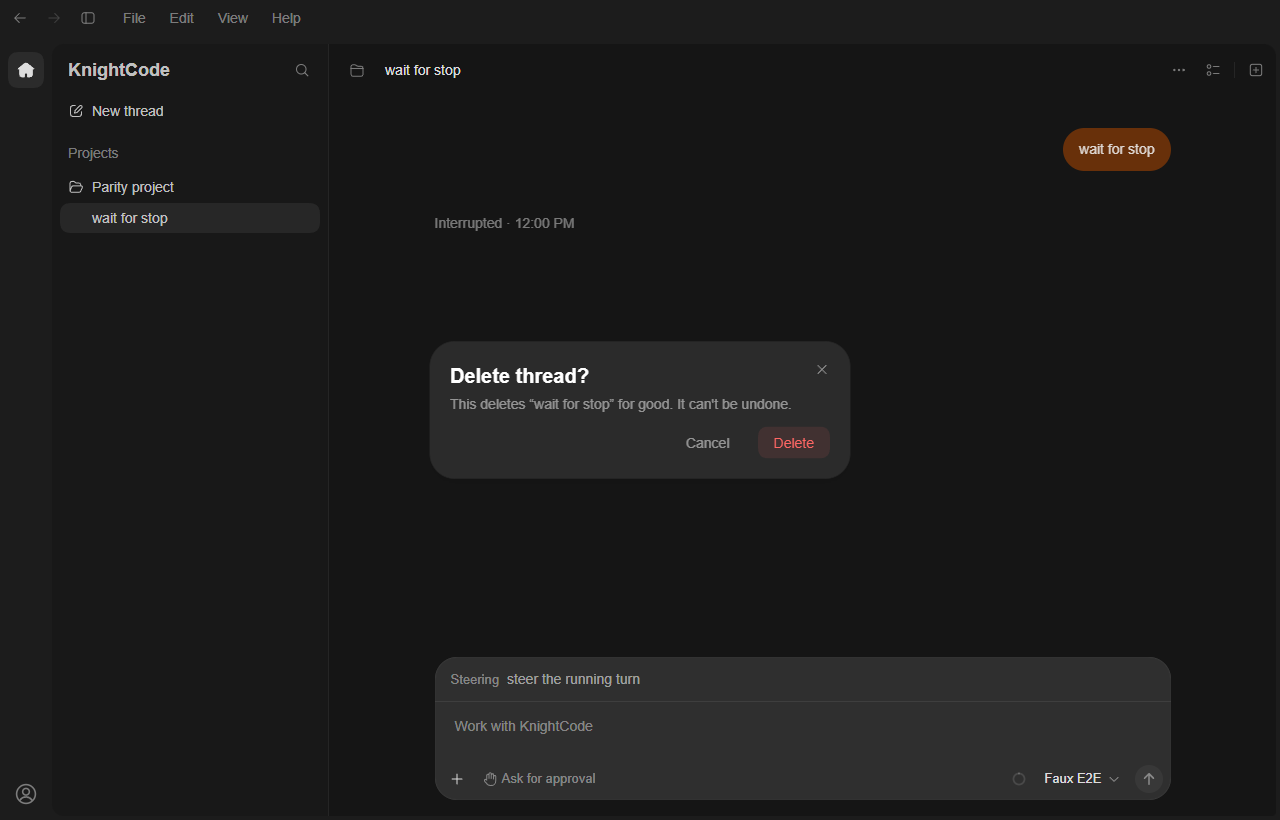 File Edit View Help
KnightCode
New thread
Projects
Parity project
wait for stop
wait for stop
wait for stop
Interrupted · 12:00 PM
Delete thread?
This deletes “wait for stop” for good. It can't be undone.
Cancel
Delete
Steering steer the running turn
Work with KnightCode
Ask for approval
Faux E2E